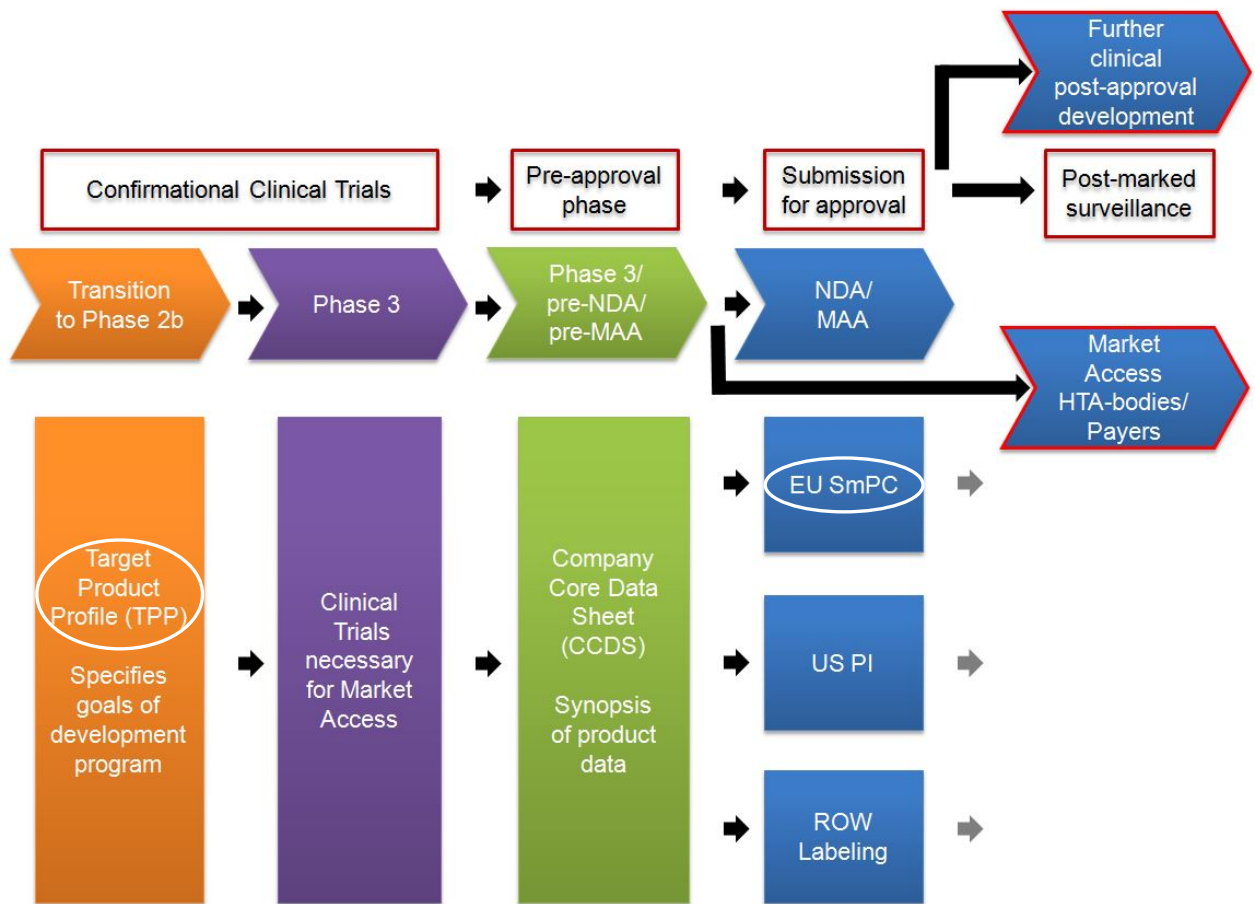 Further
clinical
post-approval
development
Confirmational Clinical Trials
Pre-approval
phase
Submission
for approval
Post-marked
surveillance
Transition
to Phase 2b
Phase 3
Phase 3/
pre-NDA/
pre-MAA
NDA/
MAA
Market
Access
HTA-bodies/
Payers
Target
Product
Profile (TPP)
Specifies
goals of
development
program
Clinical
Trials
necessary
for Market
Access
Company
Core Data
Sheet
(CCDS)
Synopsis
of product
data
EU SmPC
US PI
ROW
Labeling